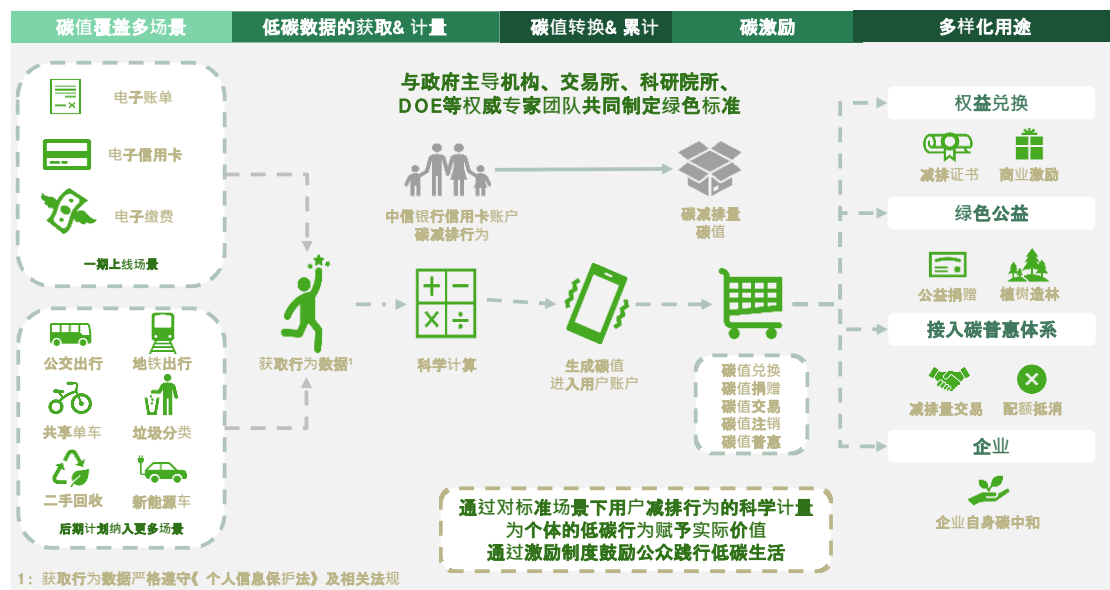 碳值覆盖多场景
低碳数据的获取& 计量
碳值转换& 累计
碳激励
多样化用途
电子账单
电子信用卡
电子缴费
一期上线场景
公交出行
地铁出行
共享单车
垃圾分类
二手回收
新能源车
后期计划纳入更多场景
与政府主导机构、交易所、科研院所、
DOE等权威专家团队共同制定绿色标准
中信银行信用卡账户
碳减排行为
碳减排量
碳值
获取行为数据¹
科学计算
生成碳值
进入用户账户
碳值兑换
碳值捐赠
碳值交易
碳值注销
碳值普惠
通过对标准场景下用户减排行为的科学计量
为个体的低碳行为赋予实际价值
通过激励制度鼓励公众践行低碳生活
权益兑换
减排证书
商业激励
绿色公益
公益捐赠
植树造林
接入碳普惠体系
减排量交易
配额抵消
企业
企业自身碳中和
1：获取行为数据严格遵守《个人信息保护法》及相关法规